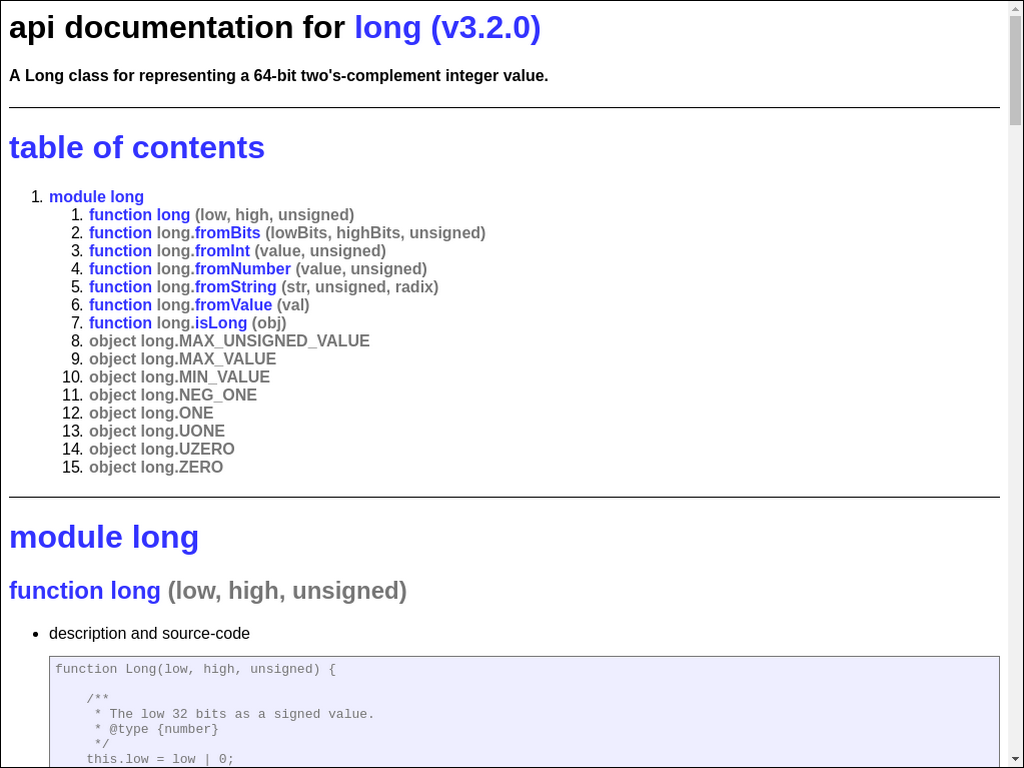 api documentation for long (v3.2.0)
A Long class for representing a 64-bit two's-complement integer value.
table of contents
1. module long
1. function long (low, high, unsigned)
2. function long.fromBits (lowBits, highBits, unsigned)
3. function long.fromInt (value, unsigned)
4. function long.fromNumber (value, unsigned)
5. function long.fromString (str, unsigned, radix)
6. function long.fromValue (val)
7. function long.isLong (obj)
8. object long.MAX_UNSIGNED_VALUE
9. object long.MAX_VALUE
10. object long.MIN_VALUE
11. object long.NEG_ONE
12. object long.ONE
13. object long.UONE
14. object long.UZERO
15. object long.ZERO
module long
function long (low, high, unsigned)
• description and source-code
function Long(low, high, unsigned) {
/**
* The low 32 bits as a signed value.
* @type {number}
*/
this.low = low | 0;